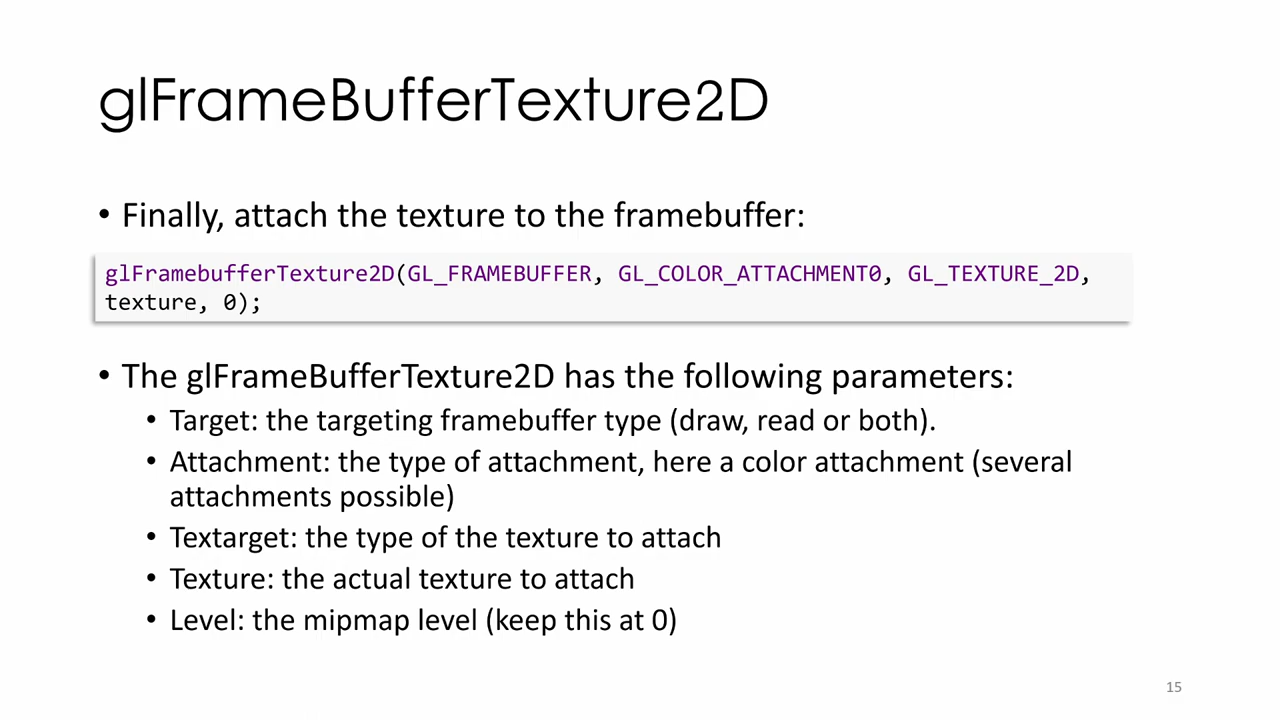 glFrameBufferTexture2D
• Finally, attach the texture to the framebuffer:
glFramebufferTexture2D(GL_FRAMEBUFFER, GL_COLOR_ATTACHMENT0, GL_TEXTURE_2D,
texture, 0);
• The glFrameBufferTexture2D has the following parameters:
• Target: the targeting framebuffer type (draw, read or both).
• Attachment: the type of attachment, here a color attachment (several
attachments possible)
• Textarget: the type of the texture to attach
• Texture: the actual texture to attach
• Level: the mipmap level (keep this at 0)
15